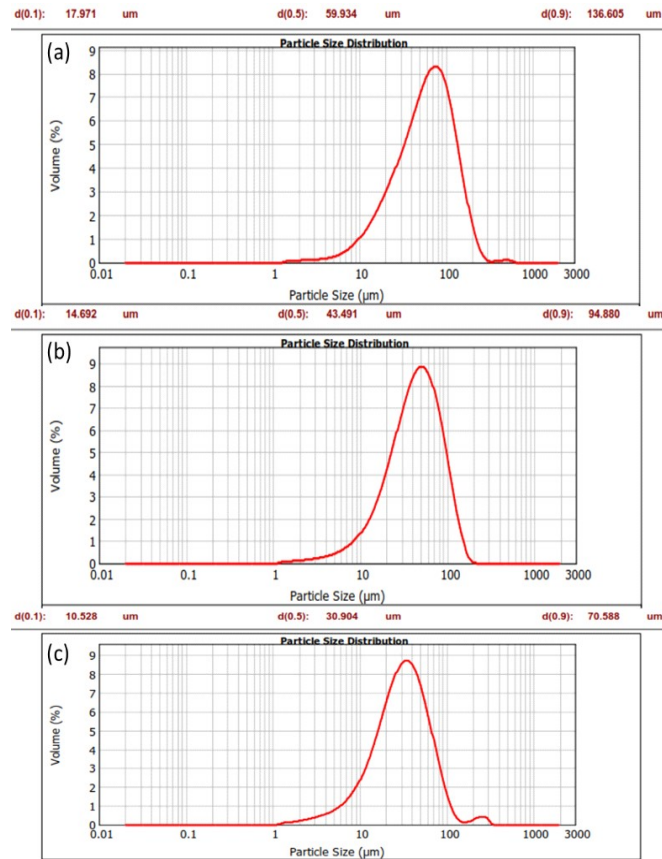 d(0.1): 17.971 um d(0.5): 59.934 um d(0.9): 136.605 um
(a)
Particle Size Distribution
Volume (%)
9
8
7
6
5
4
3
2
1
0
0.01 0.1 1 10 100 1000 3000
Particle Size (µm)
d(0.1): 14.692 um d(0.5): 43.491 um d(0.9): 94.880 um
(b)
Particle Size Distribution
Volume (%)
9
8
7
6
5
4
3
2
1
0
0.01 0.1 1 10 100 1000 3000
Particle Size (µm)
d(0.1): 10.528 um d(0.5): 30.904 um d(0.9): 70.588 um
(c)
Particle Size Distribution
Volume (%)
9
8
7
6
5
4
3
2
1
0
0.01 0.1 1 10 100 1000 3000
Particle Size (µm)